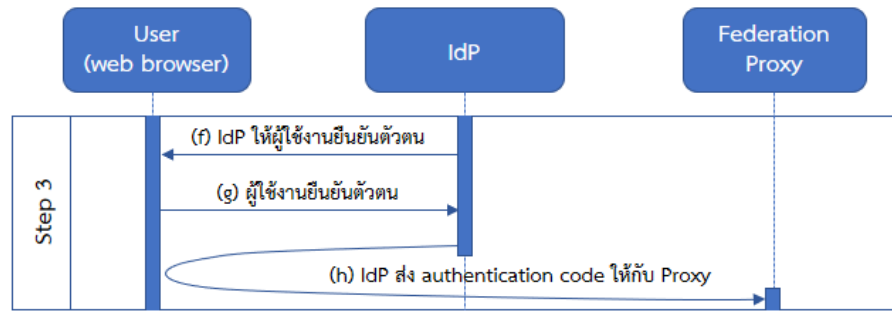 User
(web browser)
IdP
Federation
Proxy
Step 3
(f) IdP ให้ผู้ใช้งานยืนยันตัวตน
(g) ผู้ใช้งานยืนยันตัวตน
(h) IdP ส่ง authentication code ให้กับ Proxy